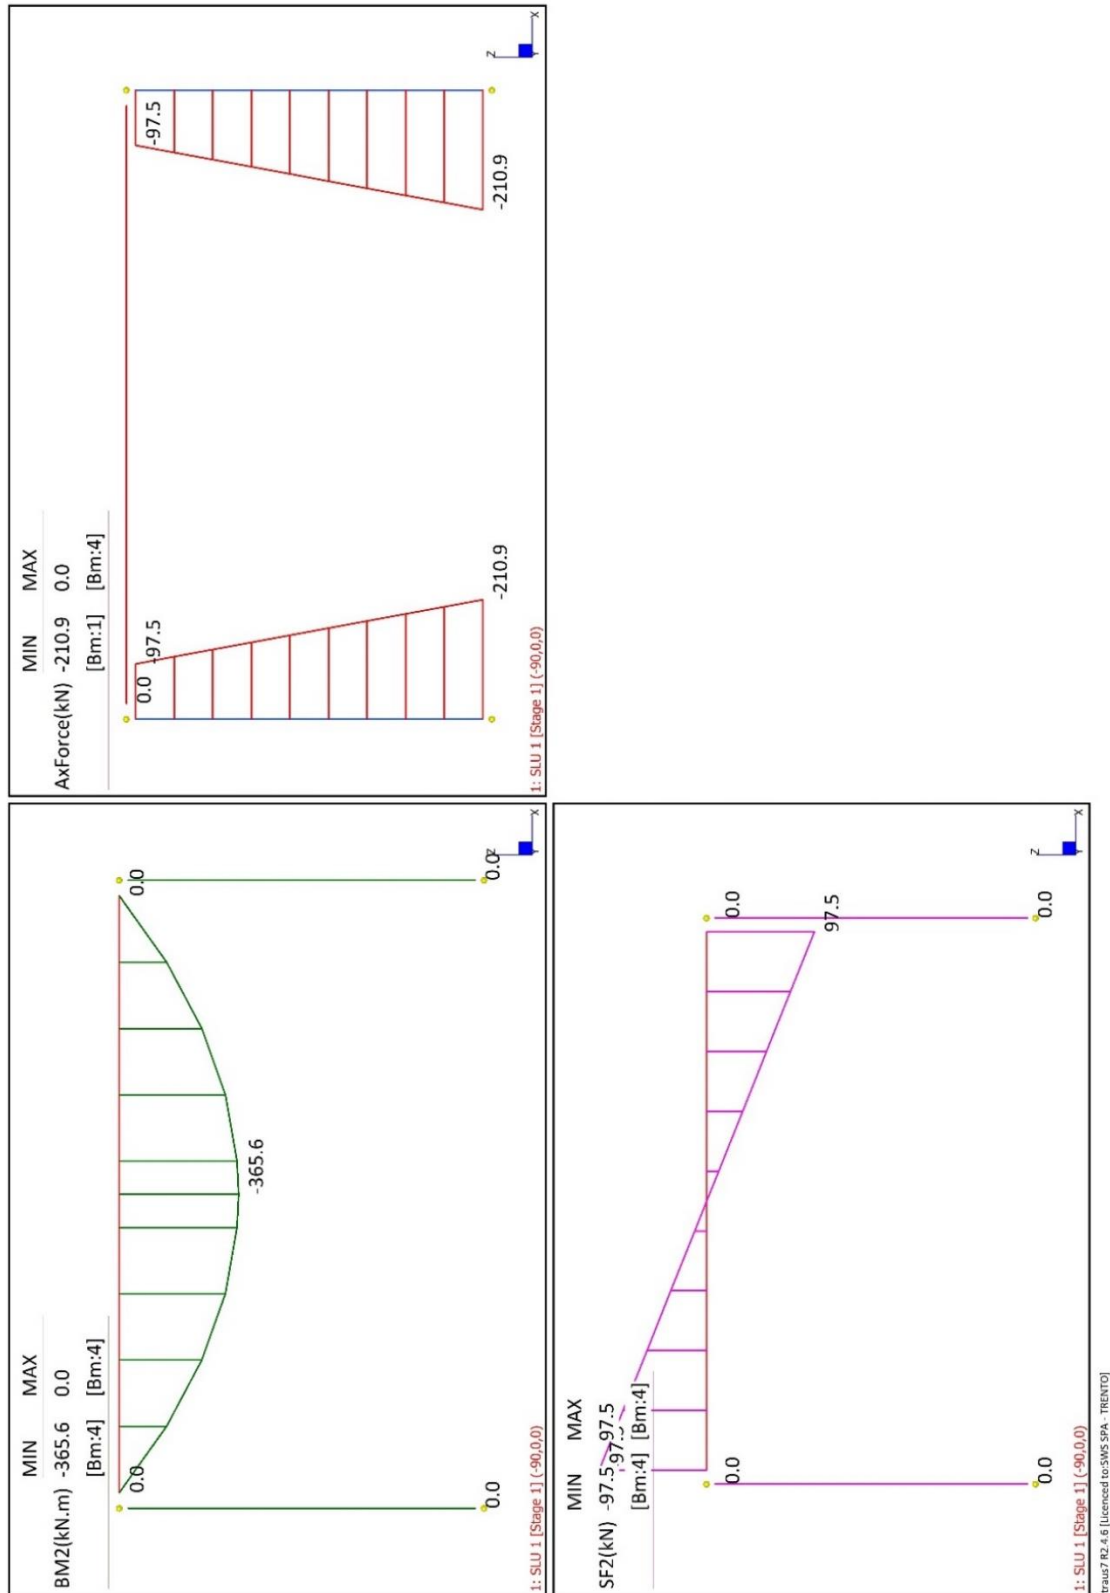 MIN MAX
BM2(kN.m) -365.6 0.0
[Bm:4] [Bm:4]
0.0
0.0
-365.6
0.0
0.0
Z
X
1: SLU 1 [Stage 1] (-90,0,0)
MIN MAX
AxForce(kN) -210.9 0.0
[Bm:1] [Bm:4]
0.0
-97.5
-97.5
-210.9
-210.9
Z
X
Y
1: SLU 1 [Stage 1] (-90,0,0)
MIN MAX
SF2(kN) -97.5 97.5
[Bm:4] [Bm:4]
-97.5
0.0
0.0
97.5
0.0
0.0
Z
X
Y
1: SLU 1 [Stage 1] (-90,0,0)
traus7 R2.4.6 [Licenced to:SWS SPA - TRENTO]